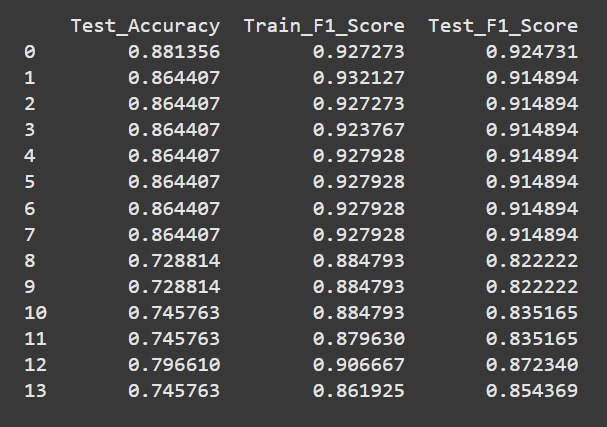 Test_Accuracy Train_F1_Score Test_F1_Score
0 0.881356 0.927273 0.924731
1 0.864407 0.932127 0.914894
2 0.864407 0.927273 0.914894
3 0.864407 0.923767 0.914894
4 0.864407 0.927928 0.914894
5 0.864407 0.927928 0.914894
6 0.864407 0.927928 0.914894
7 0.864407 0.927928 0.914894
8 0.728814 0.884793 0.822222
9 0.728814 0.884793 0.822222
10 0.745763 0.884793 0.835165
11 0.745763 0.879630 0.835165
12 0.796610 0.906667 0.872340
13 0.745763 0.861925 0.854369